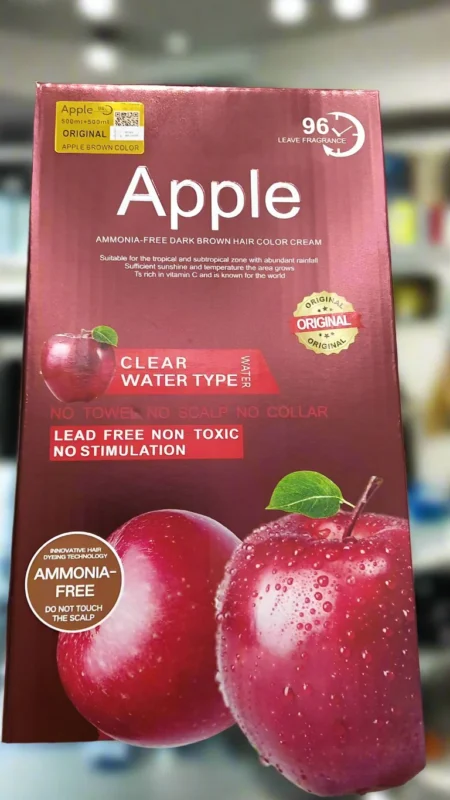 Apple 96
500ml+500ml
ORIGINAL
APPLE BROWN COLOR
96
LEAVE FRAGRANCE
Apple
AMMONIA-FREE DARK BROWN HAIR COLOR CREAM
Suitable for the tropical and subtropical zone with abundant rainfall
Sufficient sunshine and temperature the area grows
Ts rich in vitamin C and is known for the world
ORIGINAL
ORIGINAL
ORIGINAL
CLEAR
WATER TYPE
WATER
NO TOWEL NO SCALP NO COLLAR
LEAD FREE NON TOXIC
NO STIMULATION
INNOVATIVE HAIR
DYEING TECHNOLOGY
AMMONIA-
FREE
DO NOT TOUCH
THE SCALP